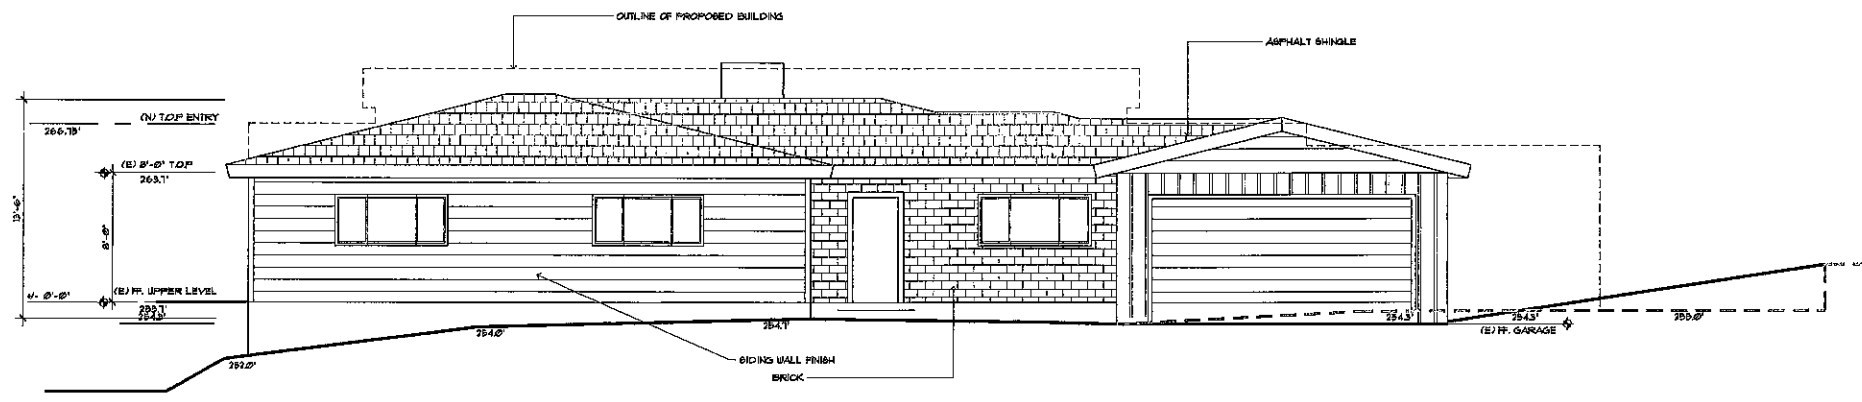 OUTLINE OF PROPOSED BUILDING
ASPHALT SHINGLE
(N) T.O.P ENTRY
266.73'
(E) 8'-0" T.O.P
263.1'
13'-6"
8'-0"
(E) FF. UPPER LEVEL
+/- 0'-0"
255.1'
254.3'
254.0'
254.1'
254.3'
254.3'
255.0'
(E) FF. GARAGE
252.0'
SIDING WALL FINISH
BRICK